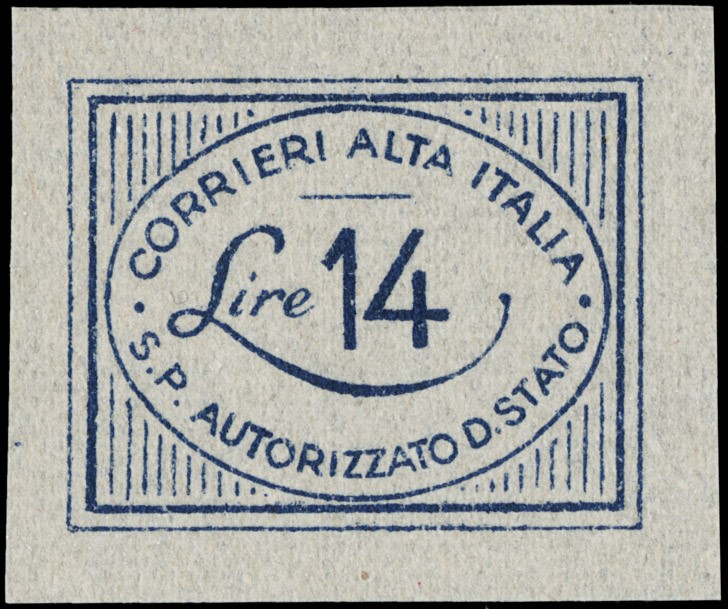 CORRIERI ALTA ITALIA
Lire 14
• S.P. AUTORIZZATO D. STATO •